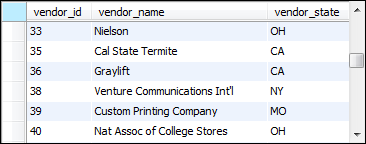 vendor_id vendor_name vendor_state
33 Nielson OH
35 Cal State Termite CA
36 Graylift CA
38 Venture Communications Int'l NY
39 Custom Printing Company MO
40 Nat Assoc of College Stores OH